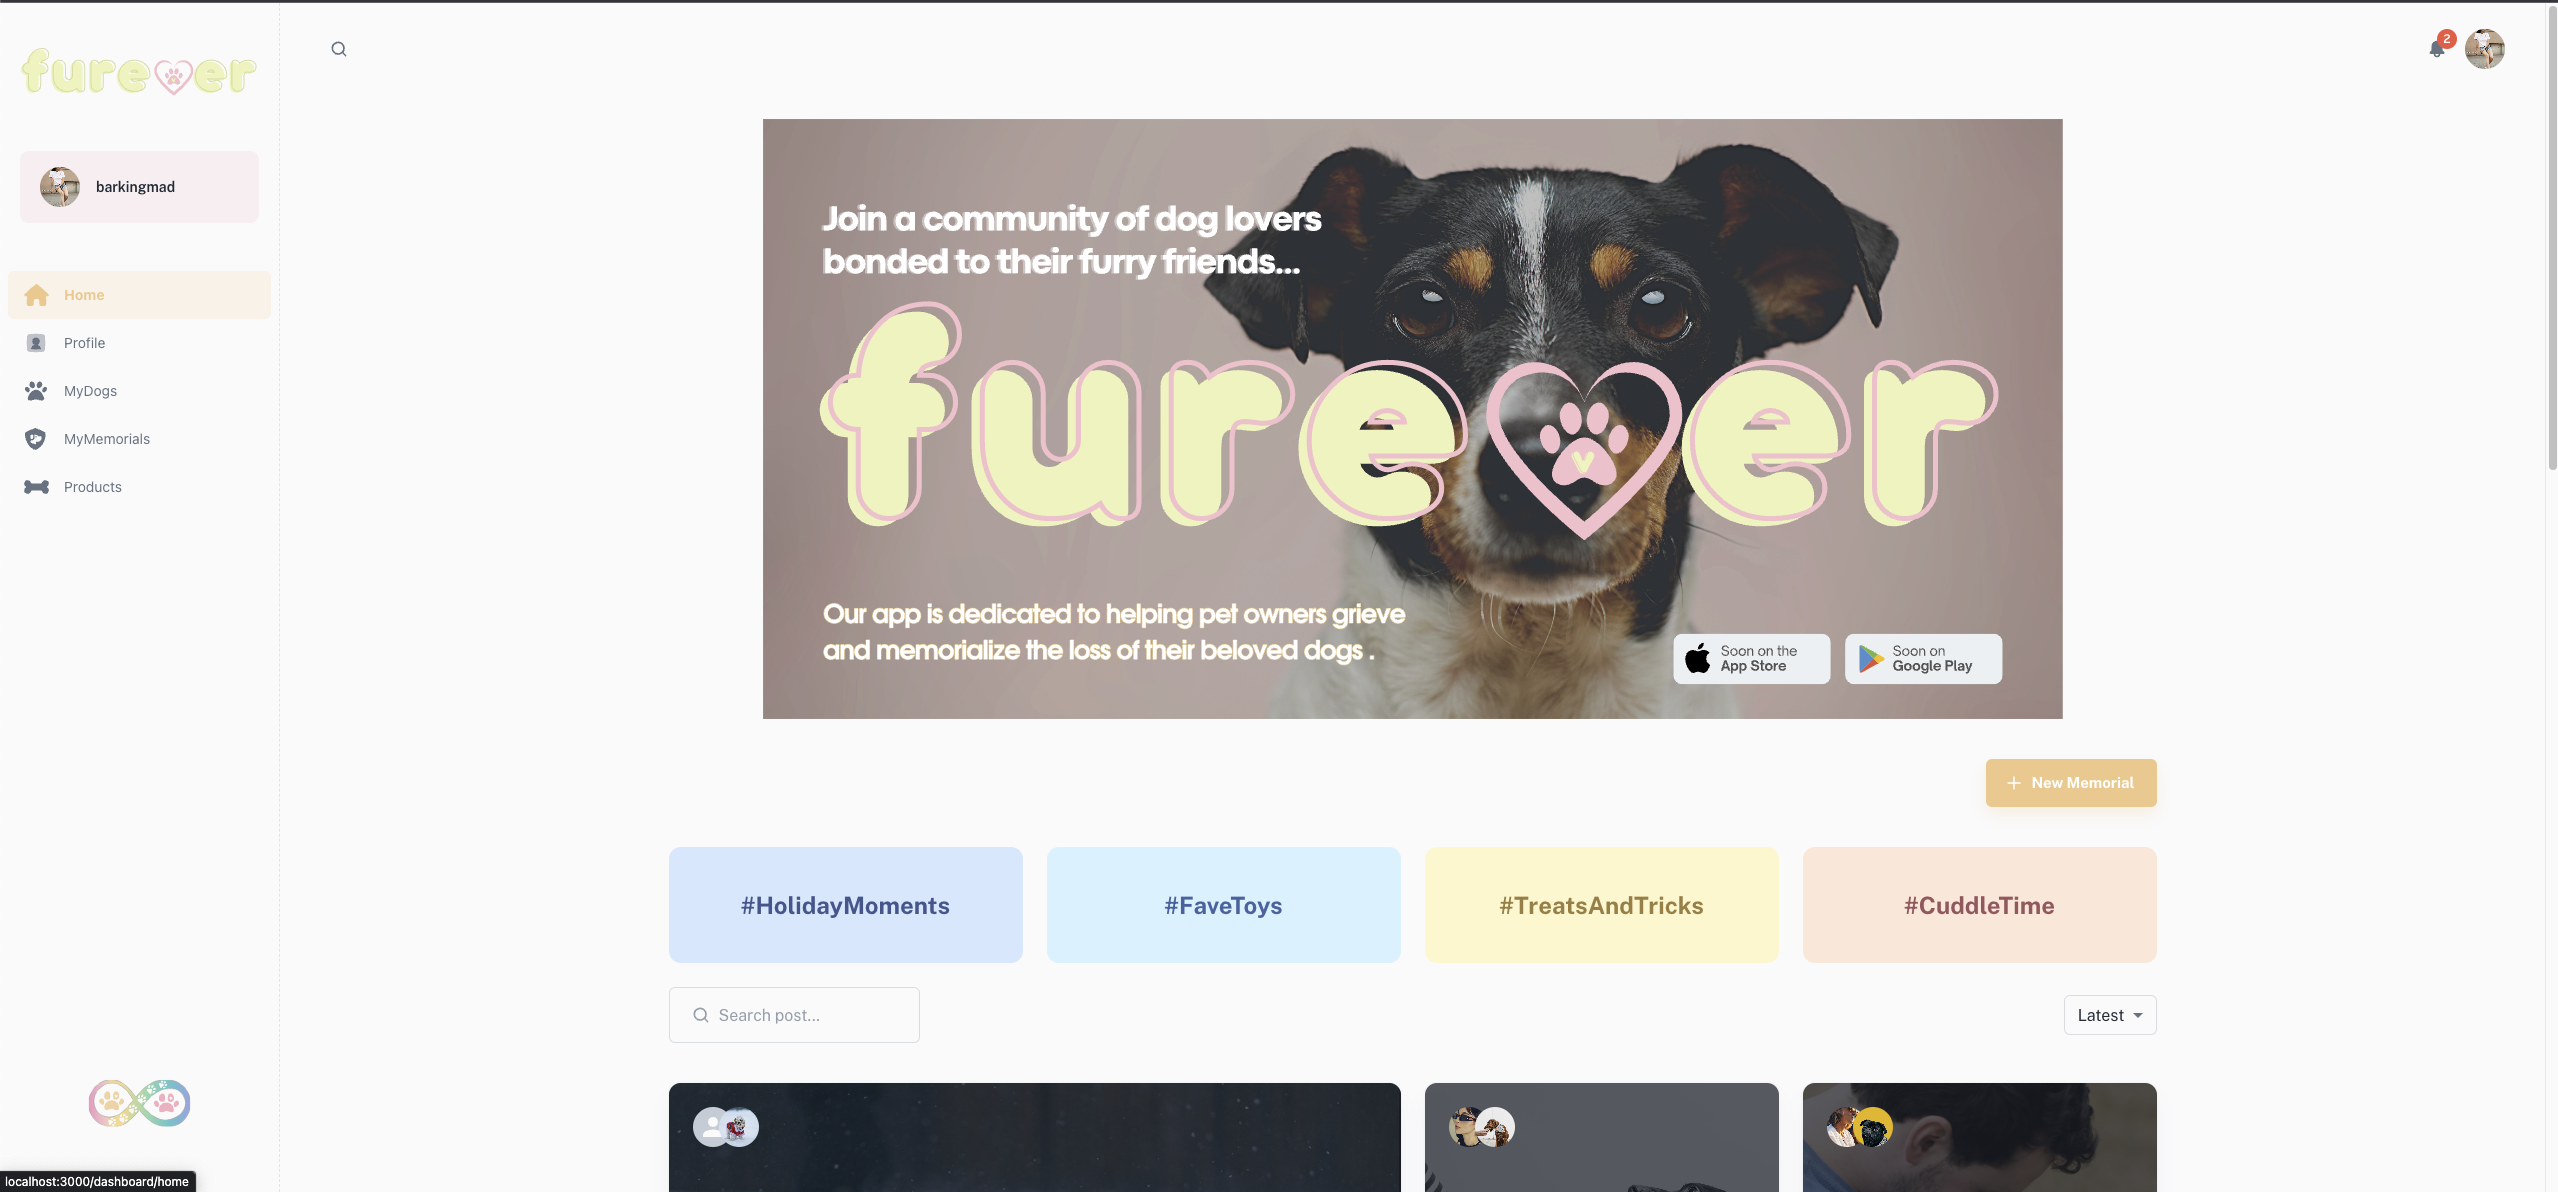 furever
2
barkingmad
Home
Profile
MyDogs
MyMemorials
Products
Join a community of dog lovers
bonded to their furry friends...
furever
Our app is dedicated to helping pet owners grieve
and memorialize the loss of their beloved dogs .
Soon on the
App Store
Soon on
Google Play
New Memorial
#HolidayMoments
#FaveToys
#TreatsAndTricks
#CuddleTime
Search post...
Latest
localhost:3000/dashboard/home